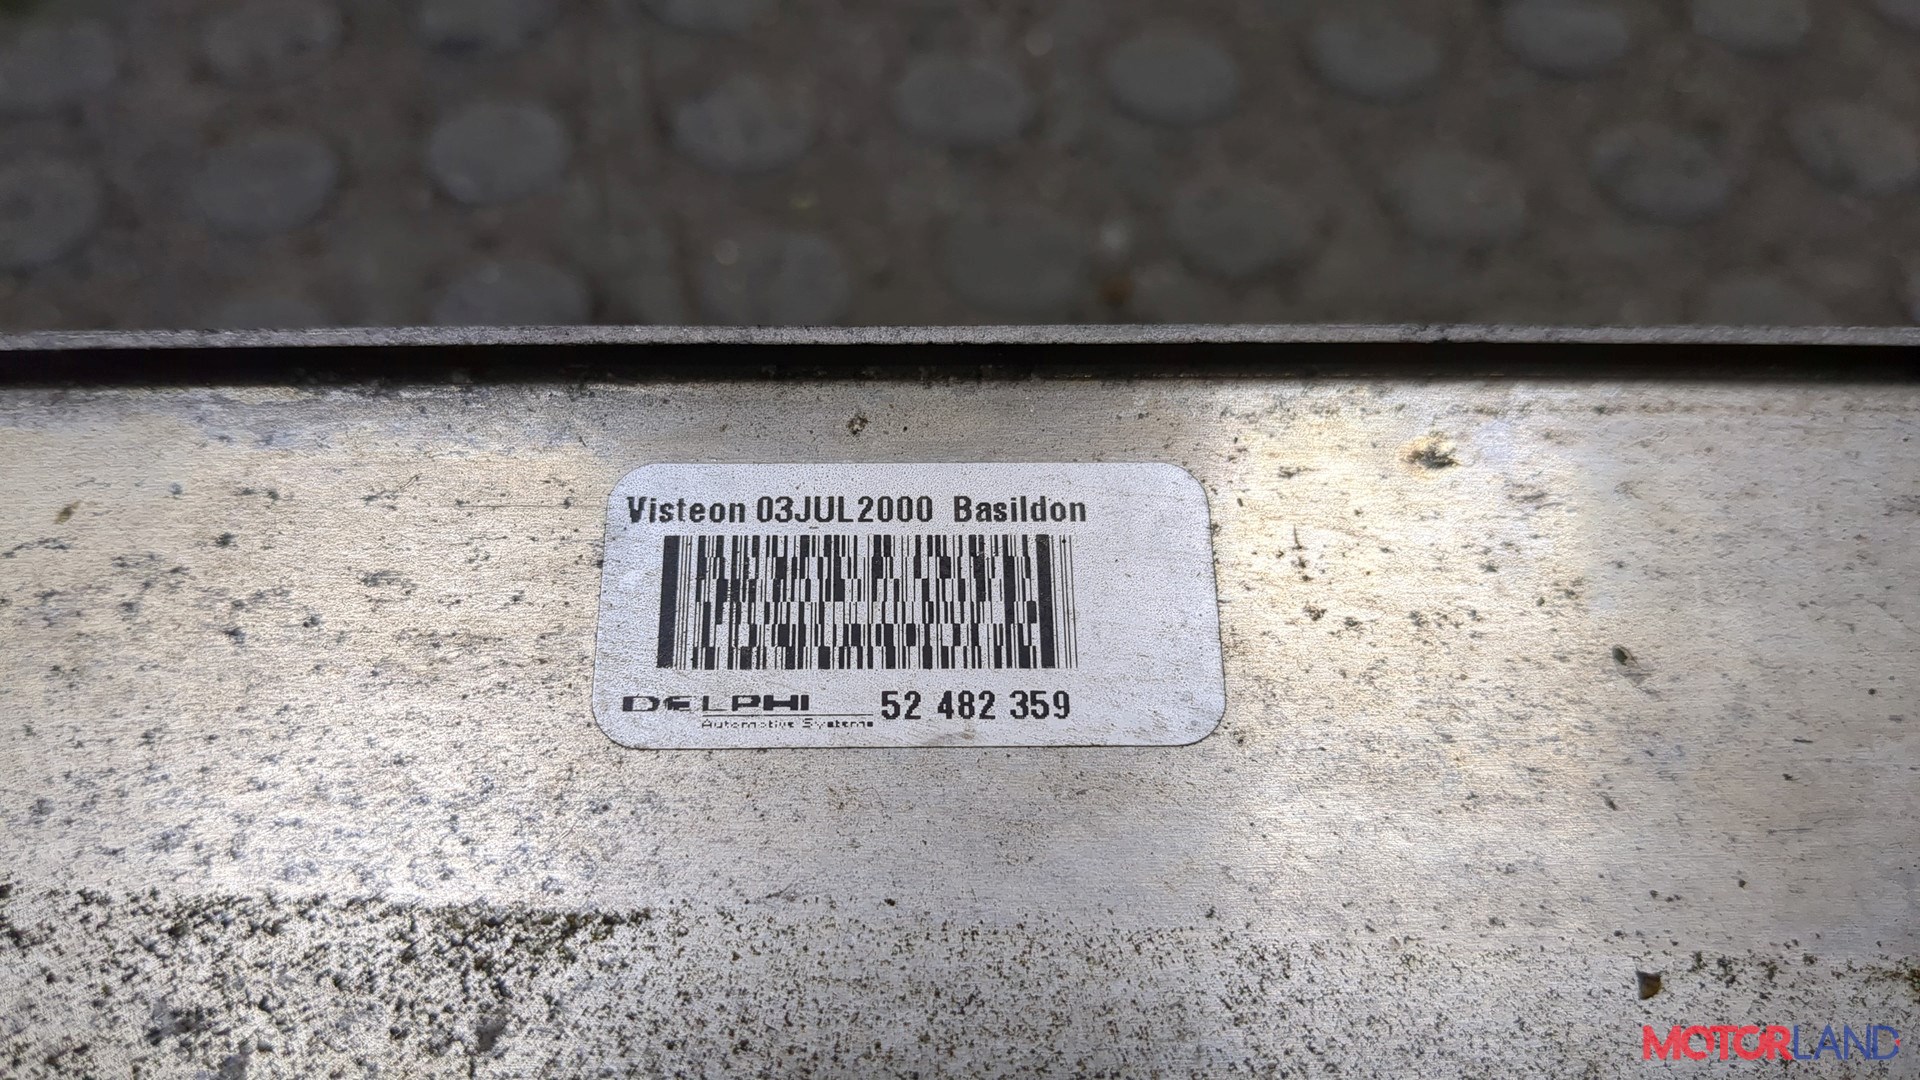 Visteon 03JUL2000 Basildon
DELPHI 52 482 359
Automotive Systems
MOTORLAND